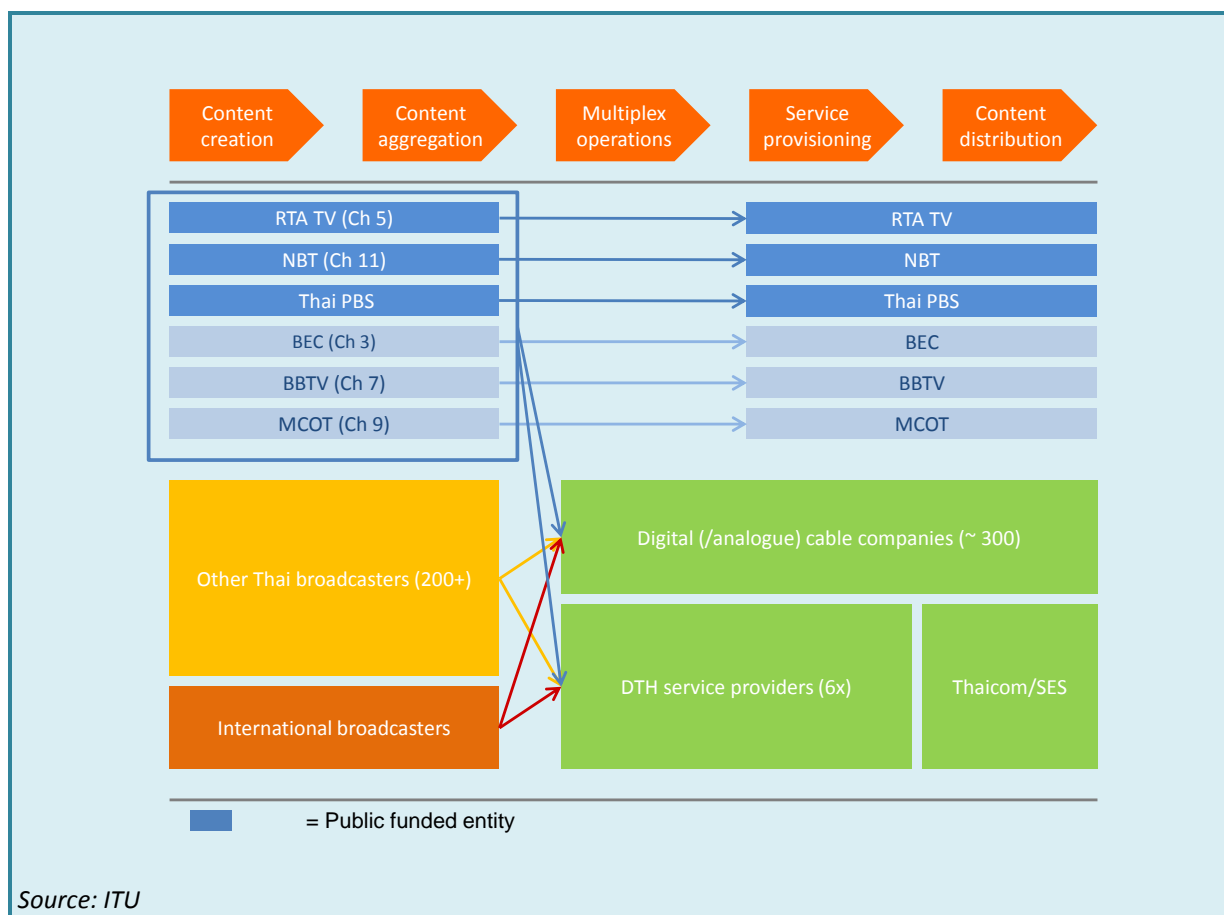 Content
creation
Content
aggregation
Multiplex
operations
Service
provisioning
Content
distribution
RTA TV (Ch 5)
RTA TV
NBT (Ch 11)
NBT
Thai PBS
Thai PBS
BEC (Ch 3)
BEC
BBTV (Ch 7)
BBTV
MCOT (Ch 9)
MCOT
Other Thai broadcasters (200+)
Digital (/analogue) cable companies (~ 300)
International broadcasters
DTH service providers (6x)
Thaicom/SES
= Public funded entity
Source: ITU